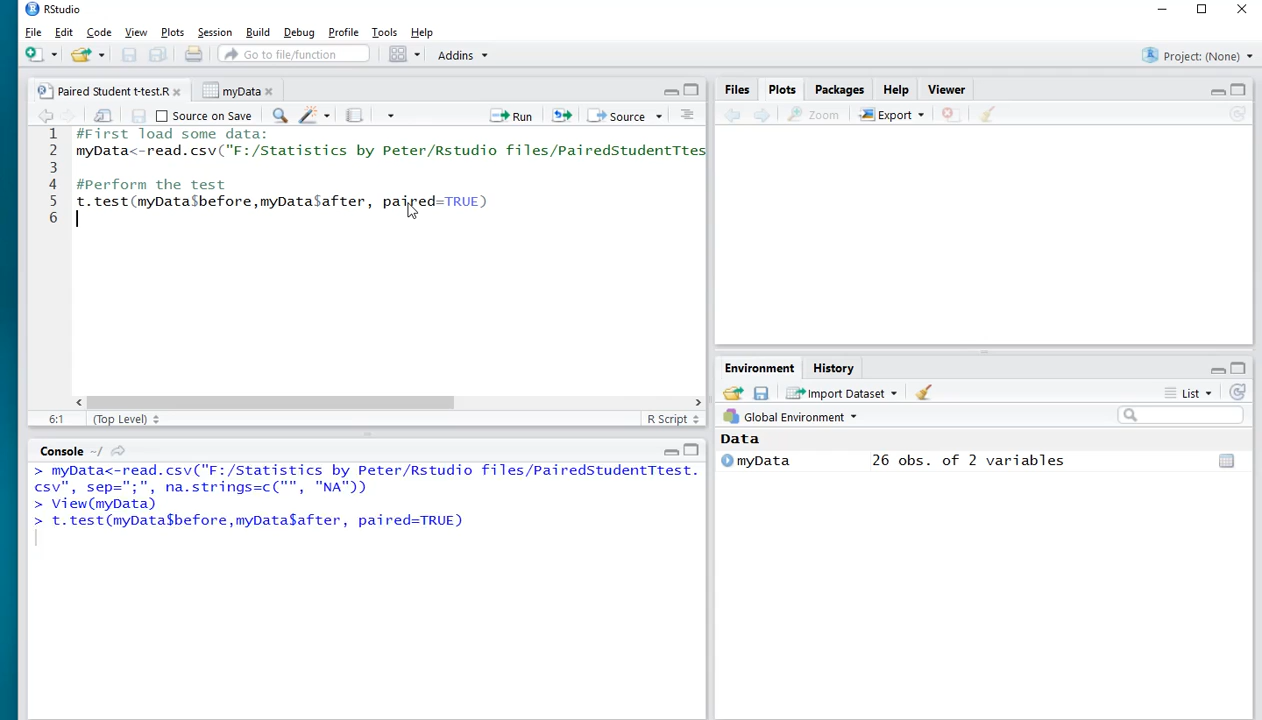 RStudio
File Edit Code View Plots Session Build Debug Profile Tools Help
Go to file/function Addins Project: (None)
Paired Student t-test.R myData
Source on Save Run Source
1 #First load some data:
2 myData<-read.csv("F:/Statistics by Peter/Rstudio files/PairedStudentTtes
3
4 #Perform the test
5 t.test(myData$before,myData$after, paired=TRUE)
6
6:1 (Top Level) R Script
Console ~/
> myData<-read.csv("F:/Statistics by Peter/Rstudio files/PairedStudentTtest.
csv", sep=";", na.strings=c("", "NA"))
> View(myData)
> t.test(myData$before,myData$after, paired=TRUE)
Files Plots Packages Help Viewer
Zoom Export
Environment History
Import Dataset List
Global Environment
Data
myData 26 obs. of 2 variables